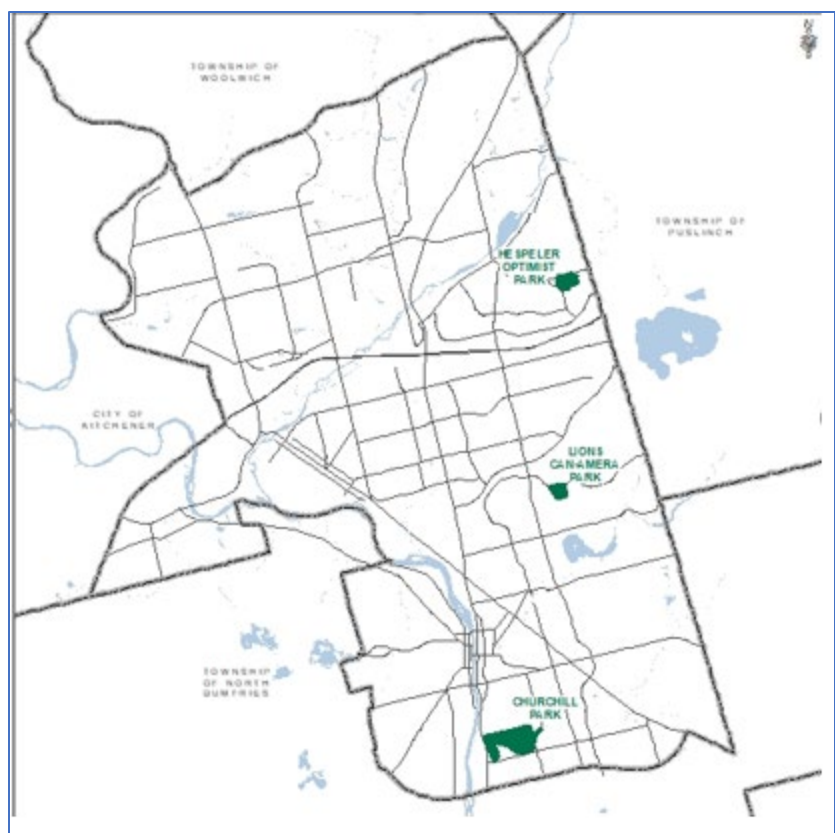 TOWNSHIP OF
WOOLWICH
TOWNSHIP OF
PUSLINCH
HESPELER
OPTIMIST
PARK
CITY OF
KITCHENER
LIONS
CAN-AMERA
PARK
TOWNSHIP
OF NORTH
DUMFRIES
CHURCHILL
PARK